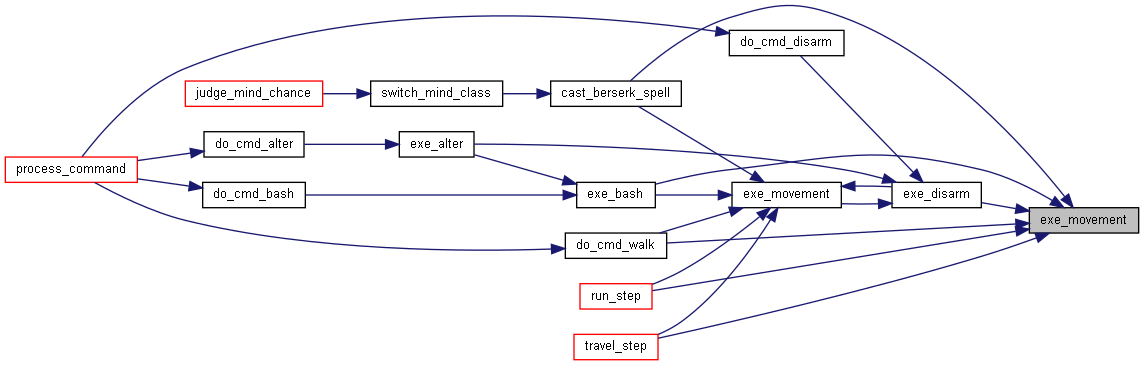 do_cmd_disarm
judge_mind_chance
switch_mind_class
cast_berserk_spell
do_cmd_alter
exe_alter
process_command
do_cmd_bash
exe_bash
exe_movement
exe_disarm
exe_movement
do_cmd_walk
run_step
travel_step